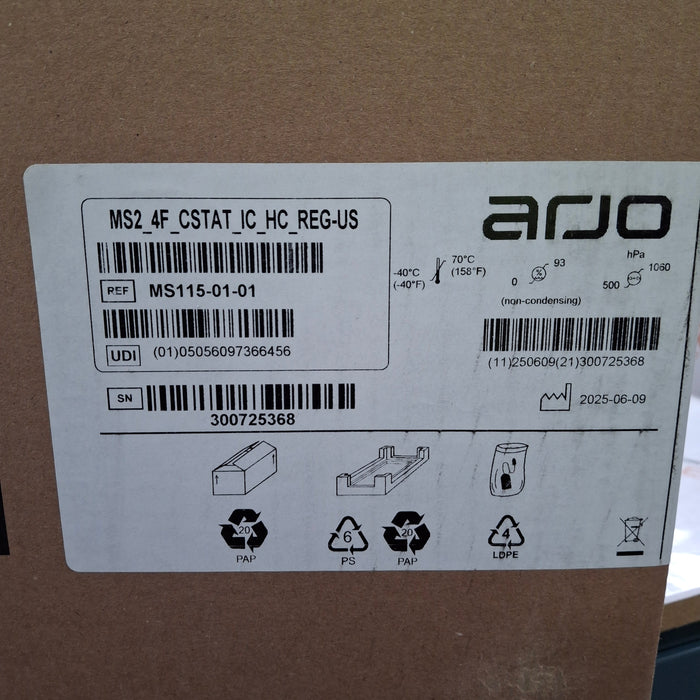 arjo
MS2_4F_CSTAT_IC_HC_REG-US
REF MS115-01-01
UDI (01)05056097366456
SN
300725368
-40°C
(-40°F)
70°C
(158°F)
0 % 93
(non-condensing)
hPa
500 1060
(11)250609(21)300725368
2025-06-09
20
PAP
6
PS
20
PAP
4
LDPE